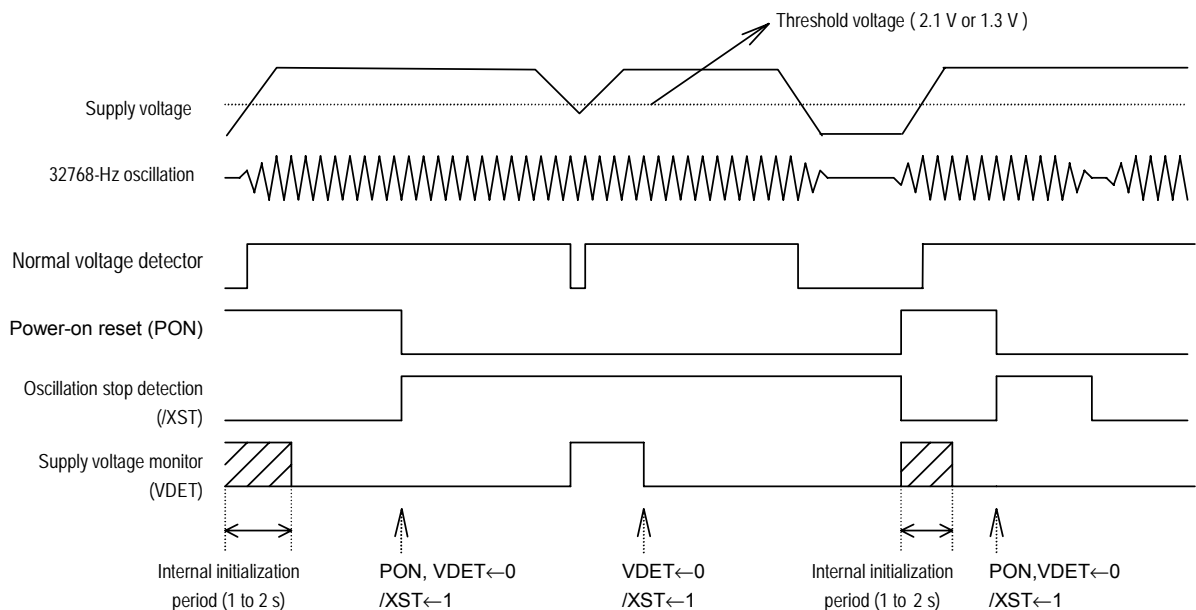 Threshold voltage ( 2.1 V or 1.3 V )
Supply voltage
32768-Hz oscillation
Normal voltage detector
Power-on reset (PON)
Oscillation stop detection
(/XST)
Supply voltage monitor
(VDET)
Internal initialization
period (1 to 2 s)
PON, VDET←0
/XST←1
VDET←0
/XST←1
Internal initialization
period (1 to 2 s)
PON,VDET←0
/XST←1